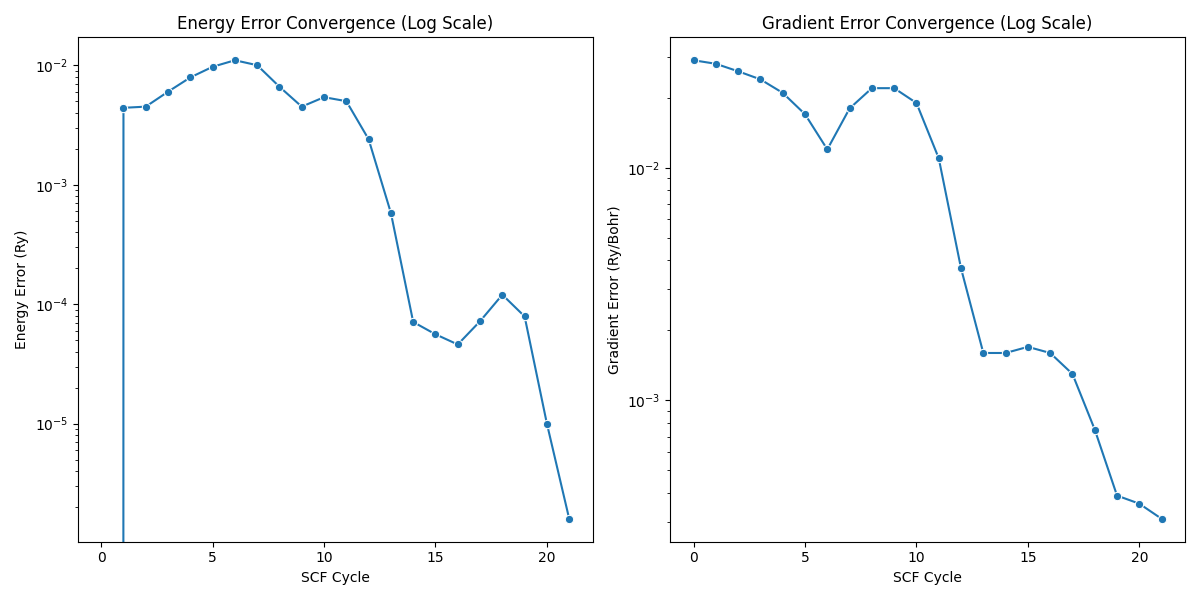 Energy Error Convergence (Log Scale)
Energy Error (Ry)
10⁻²
10⁻³
10⁻⁴
10⁻⁵
0 5 10 15 20
SCF Cycle
Gradient Error Convergence (Log Scale)
Gradient Error (Ry/Bohr)
10⁻²
10⁻³
0 5 10 15 20
SCF Cycle